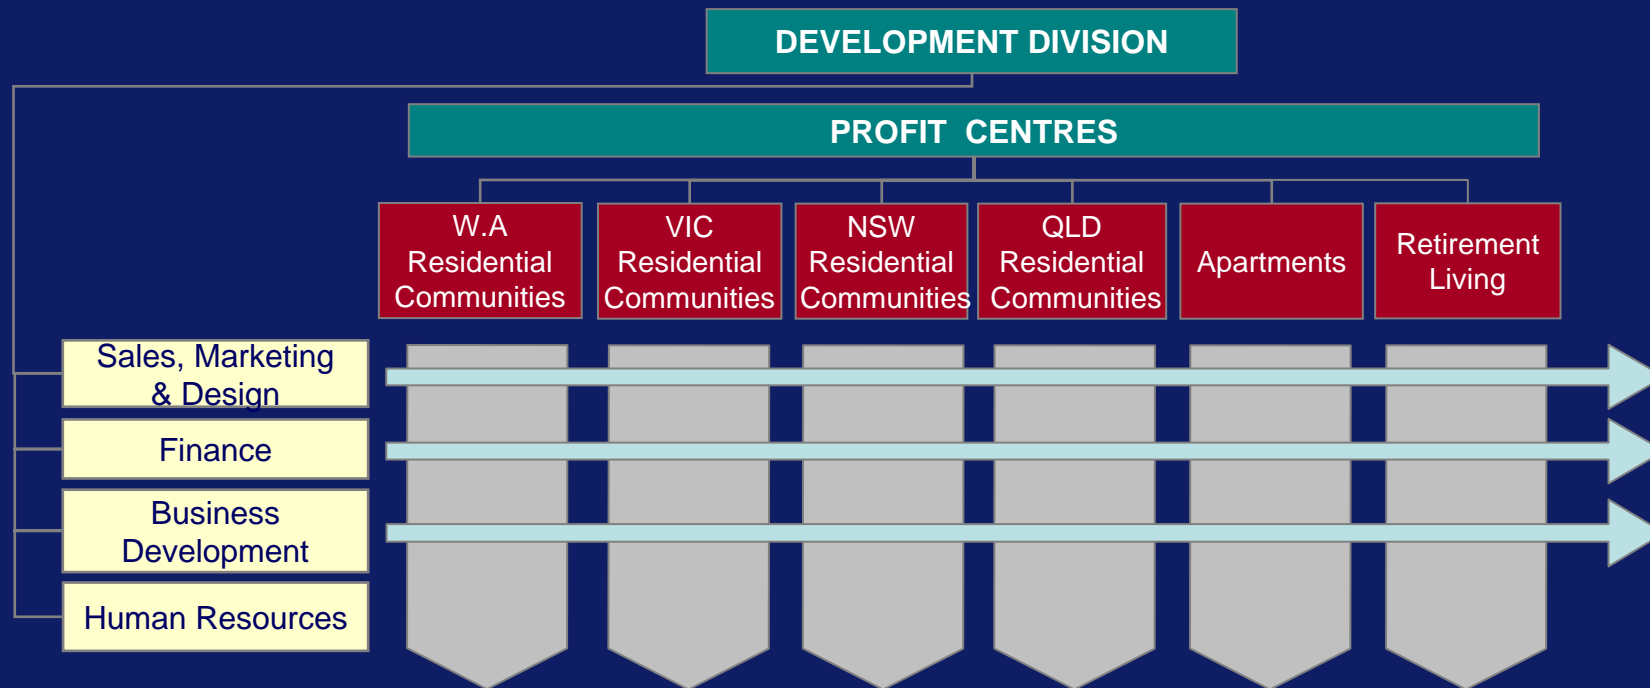 DEVELOPMENT DIVISION
PROFIT CENTRES
W.A
Residential
Communities
VIC
Residential
Communities
NSW
Residential
Communities
QLD
Residential
Communities
Apartments
Retirement
Living
Sales, Marketing
& Design
Finance
Business
Development
Human Resources